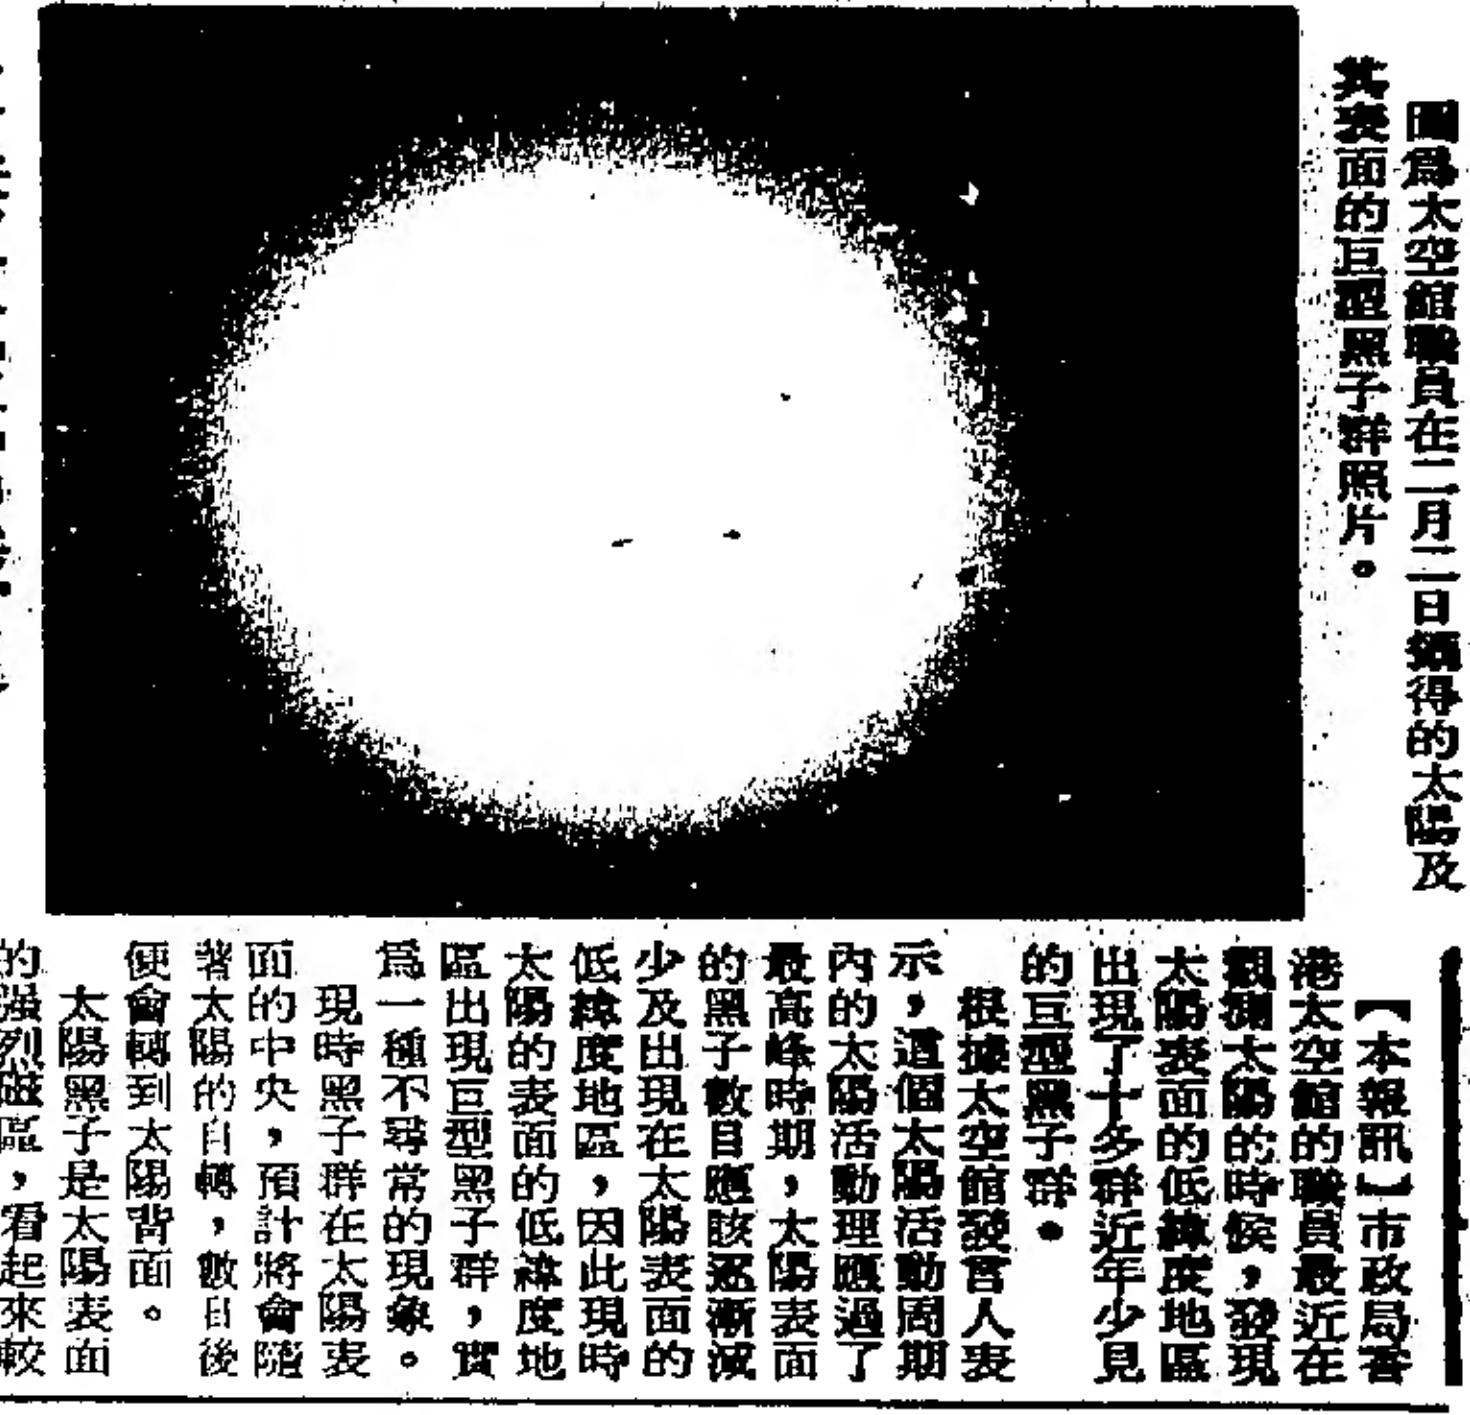 圖爲太空館職員在二月二日攝得的太陽及
其表面的巨型黑子群照片。
【本報訊】市政局香
港太空館的職員最近在
觀測太陽的時候，發現
太陽表面的低緯度地區
出現了十多群近年少見
的巨型黑子群。
根據太空館發言人表
示，這個太陽活動周期
內的太陽活動理應過了
最高峰時期，太陽表面
的黑子數目應該逐漸減
少及出現在太陽表面的
低緯度地區，因此現時
太陽的表面的低緯度地
區出現巨型黑子群，實
爲一種不尋常的現象。
現時黑子群在太陽表
面的中央，預計將會隨
著太陽的自轉，數日後
便會轉到太陽背面。
太陽黑子是太陽表面
的强烈磁區，看起來較